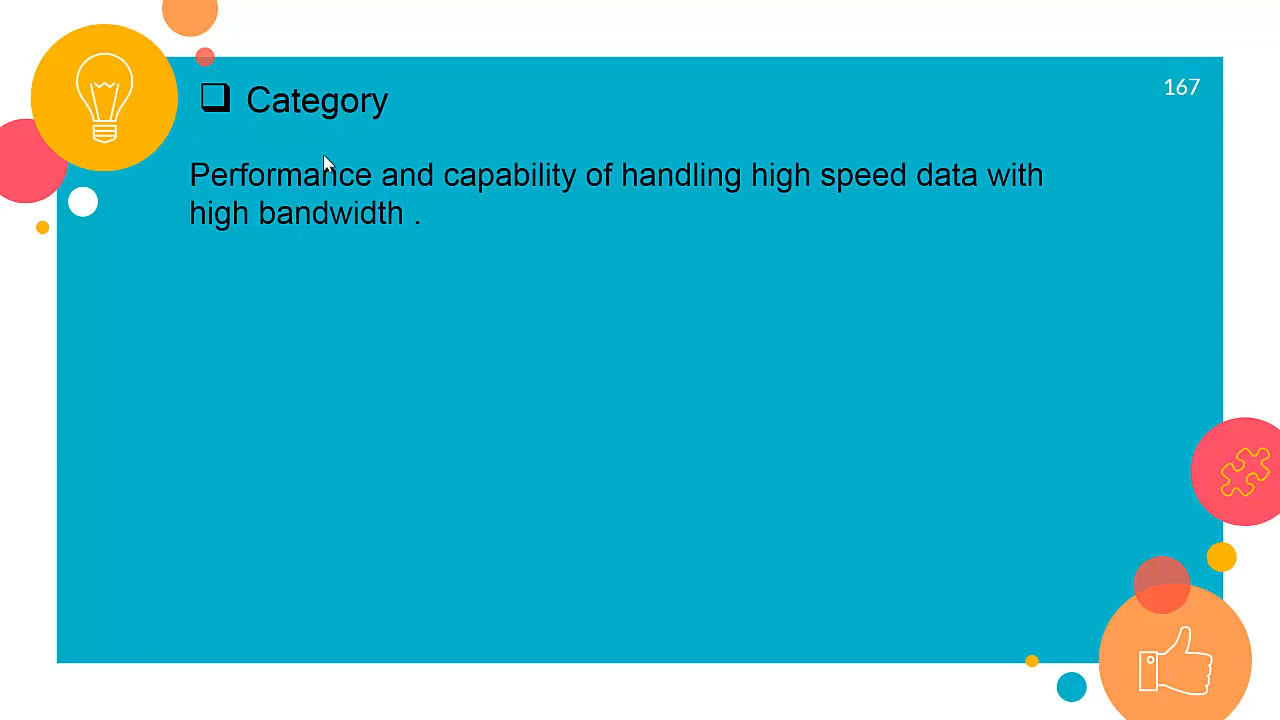 Category
167
Performance and capability of handling high speed data with
high bandwidth .